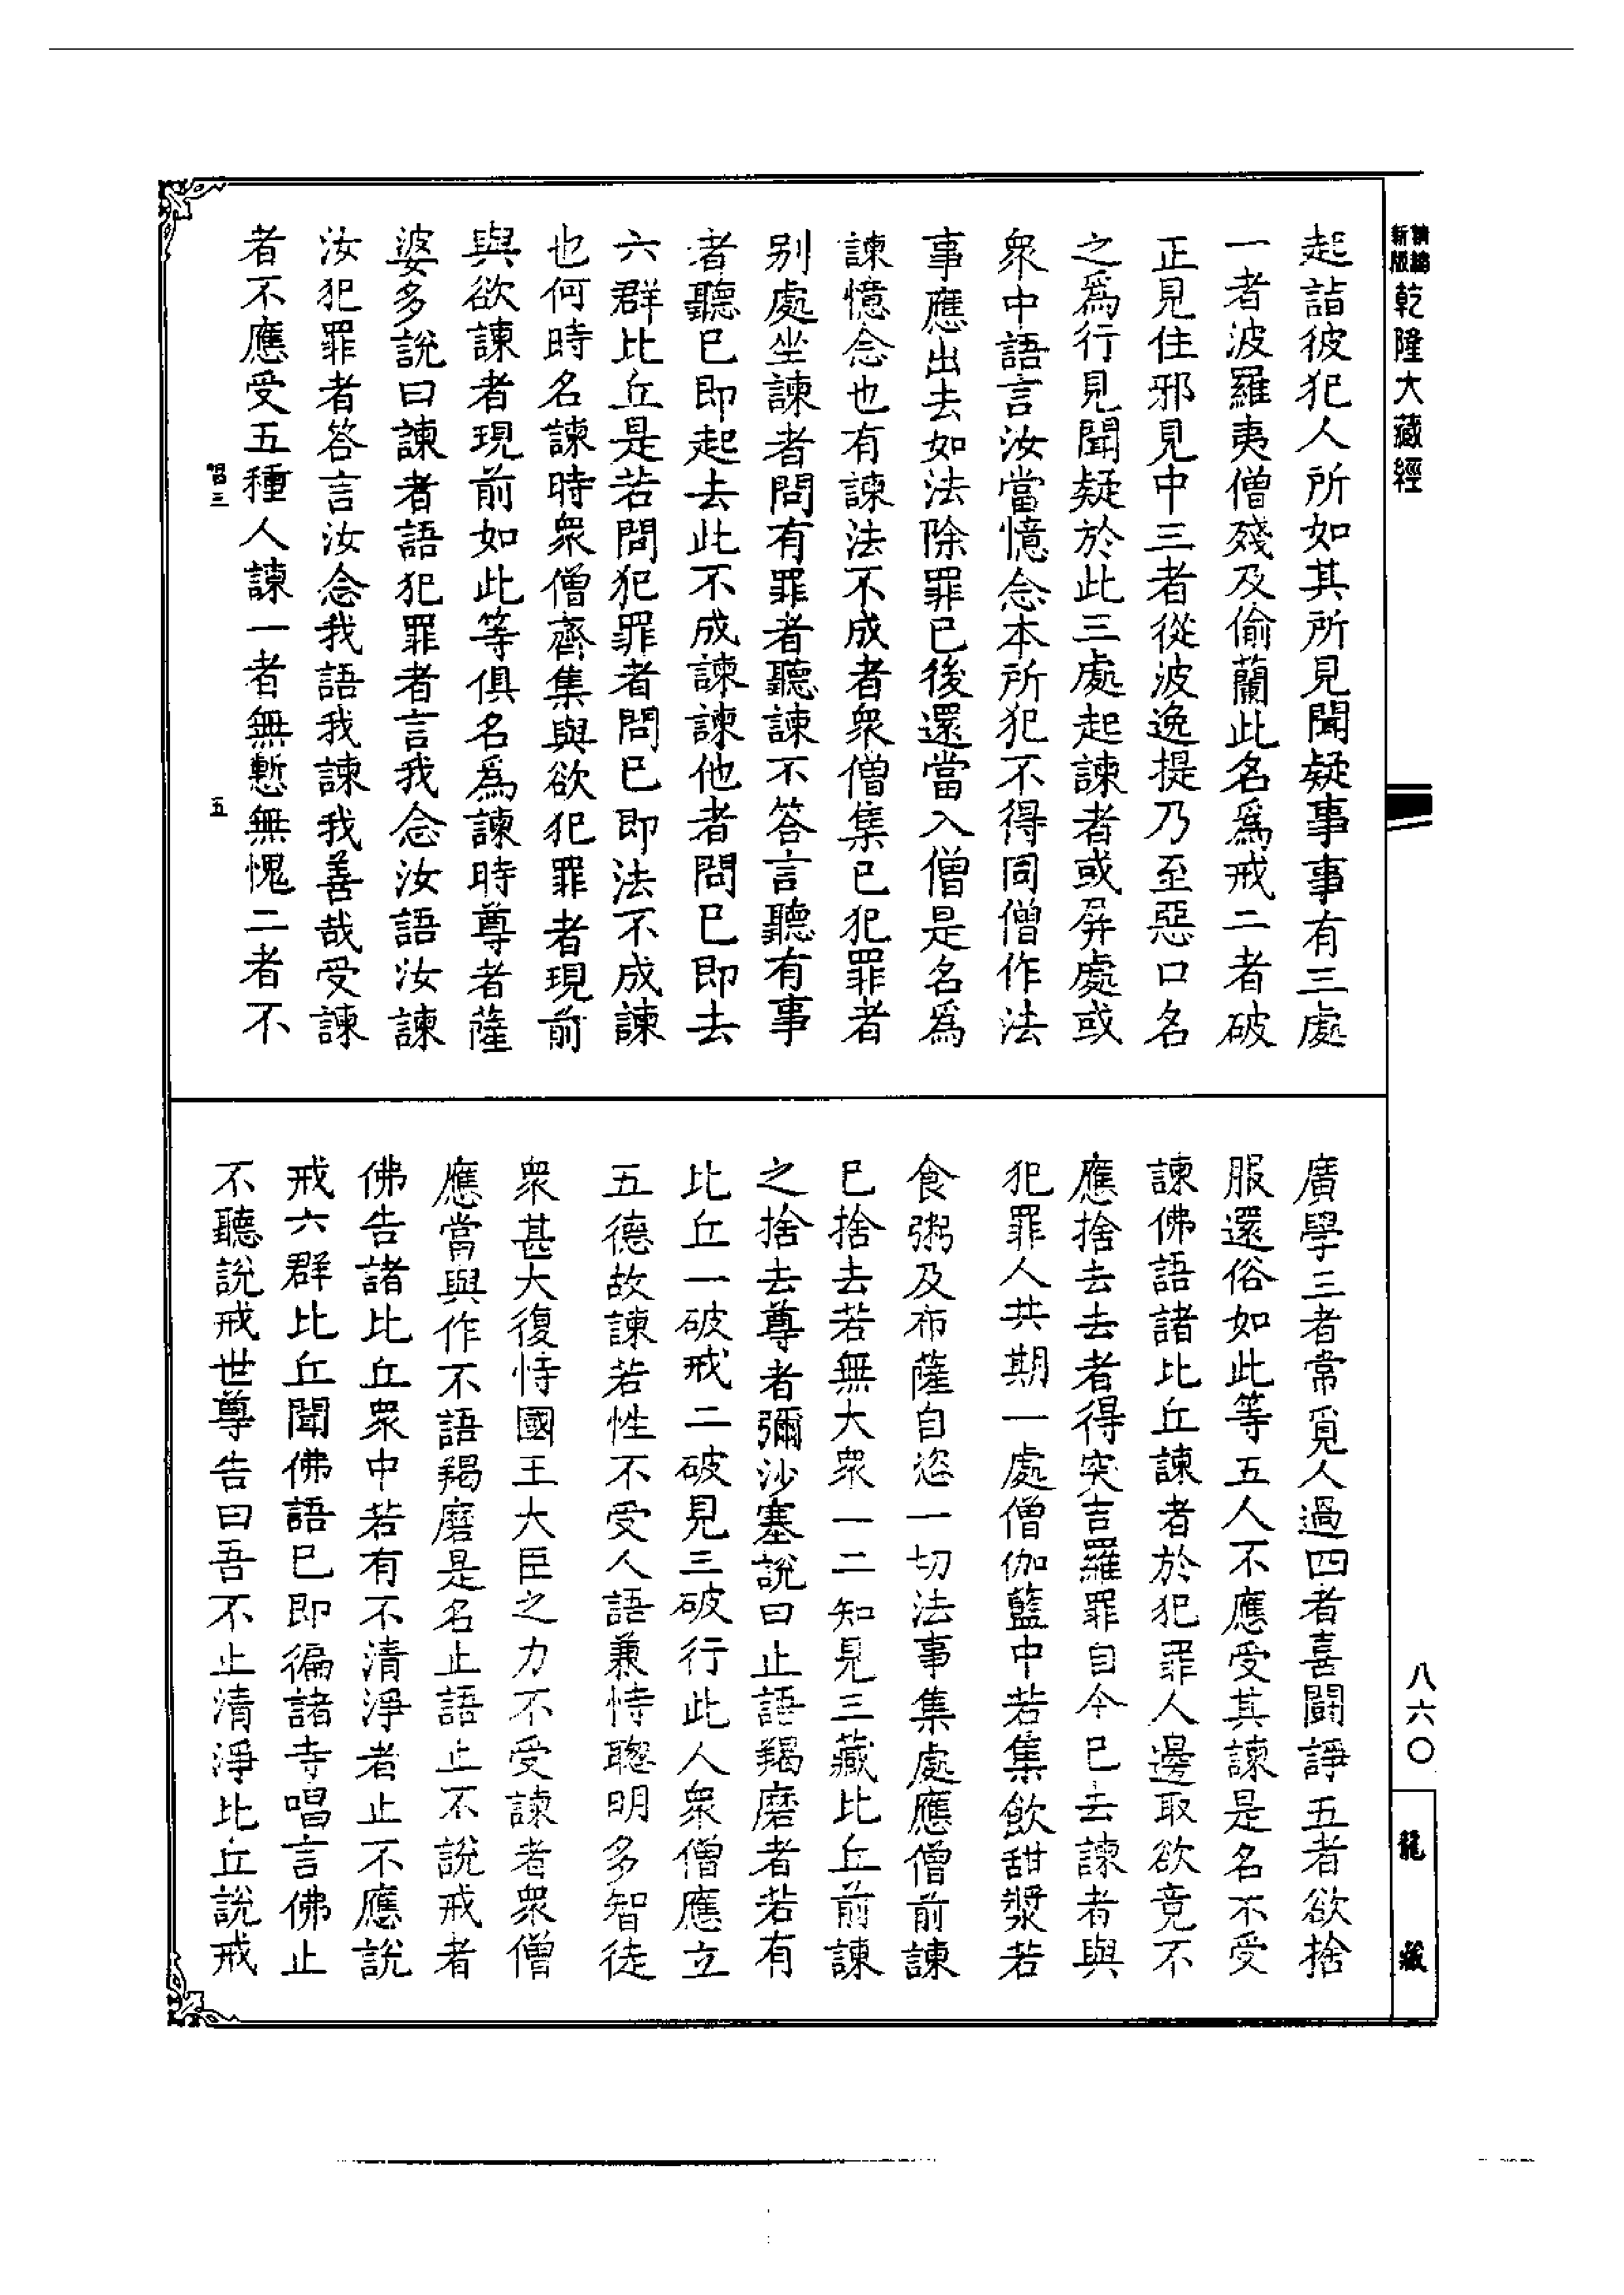 新版精縮乾隆大藏經
起詰彼犯人所如其所見聞疑事事有三處
一者波羅夷僧殘及偷蘭此名為戒二者破
正見住邪見中三者從波逸提乃至惡口名
之為行見聞疑於此三處起諫者或屏處或
衆中語言汝當憶念本所犯不得同僧作法
事應出去如法除罪已後還當入僧是名為
諫憶念也有諫法不成者衆僧集已犯罪者
別處坐諫者問有罪者聽諫不答言聽有事
者聽已即起去此不成諫諫他者問已即去
六群比丘是若問犯罪者問已即法不成諫
也何時名諫時衆僧齊集與欲犯罪者現前
與欲諫者現前如此等俱名為諫時尊者薩
婆多說曰諫者語犯罪者言我念汝語汝諫
汝犯罪者答言汝念我語我諫我善哉受諫
者不應受五種人諫一者無慙無愧二者不
三
五
廣學三者常覓人過四者喜鬪諍五者欲捨
服還俗如此等五人不應受其諫是名不受
諫佛語諸比丘諫者於犯罪人邊取欲竟不
應捨去去者得突吉羅罪自今已去諫者與
犯罪人共期一處僧伽藍中若集飲甜漿若
食粥及布薩自恣一切法事集處應僧前諫
已捨去若無大衆一二知見三藏比丘前諫
之捨去尊者彌沙塞說曰止語羯磨者若有
比丘一破戒二破見三破行此人衆僧應立
五德故諫若性不受人語兼恃聰明多智徒
衆甚大復恃國王大臣之力不受諫者衆僧
應當與作不語羯磨是名止語止不說戒者
佛告諸比丘衆中若有不清淨者止不應說
戒六群比丘聞佛語已即徧諸寺唱言佛止
不聽說戒世尊告曰吾不止清淨比丘說戒
八六〇
龍藏